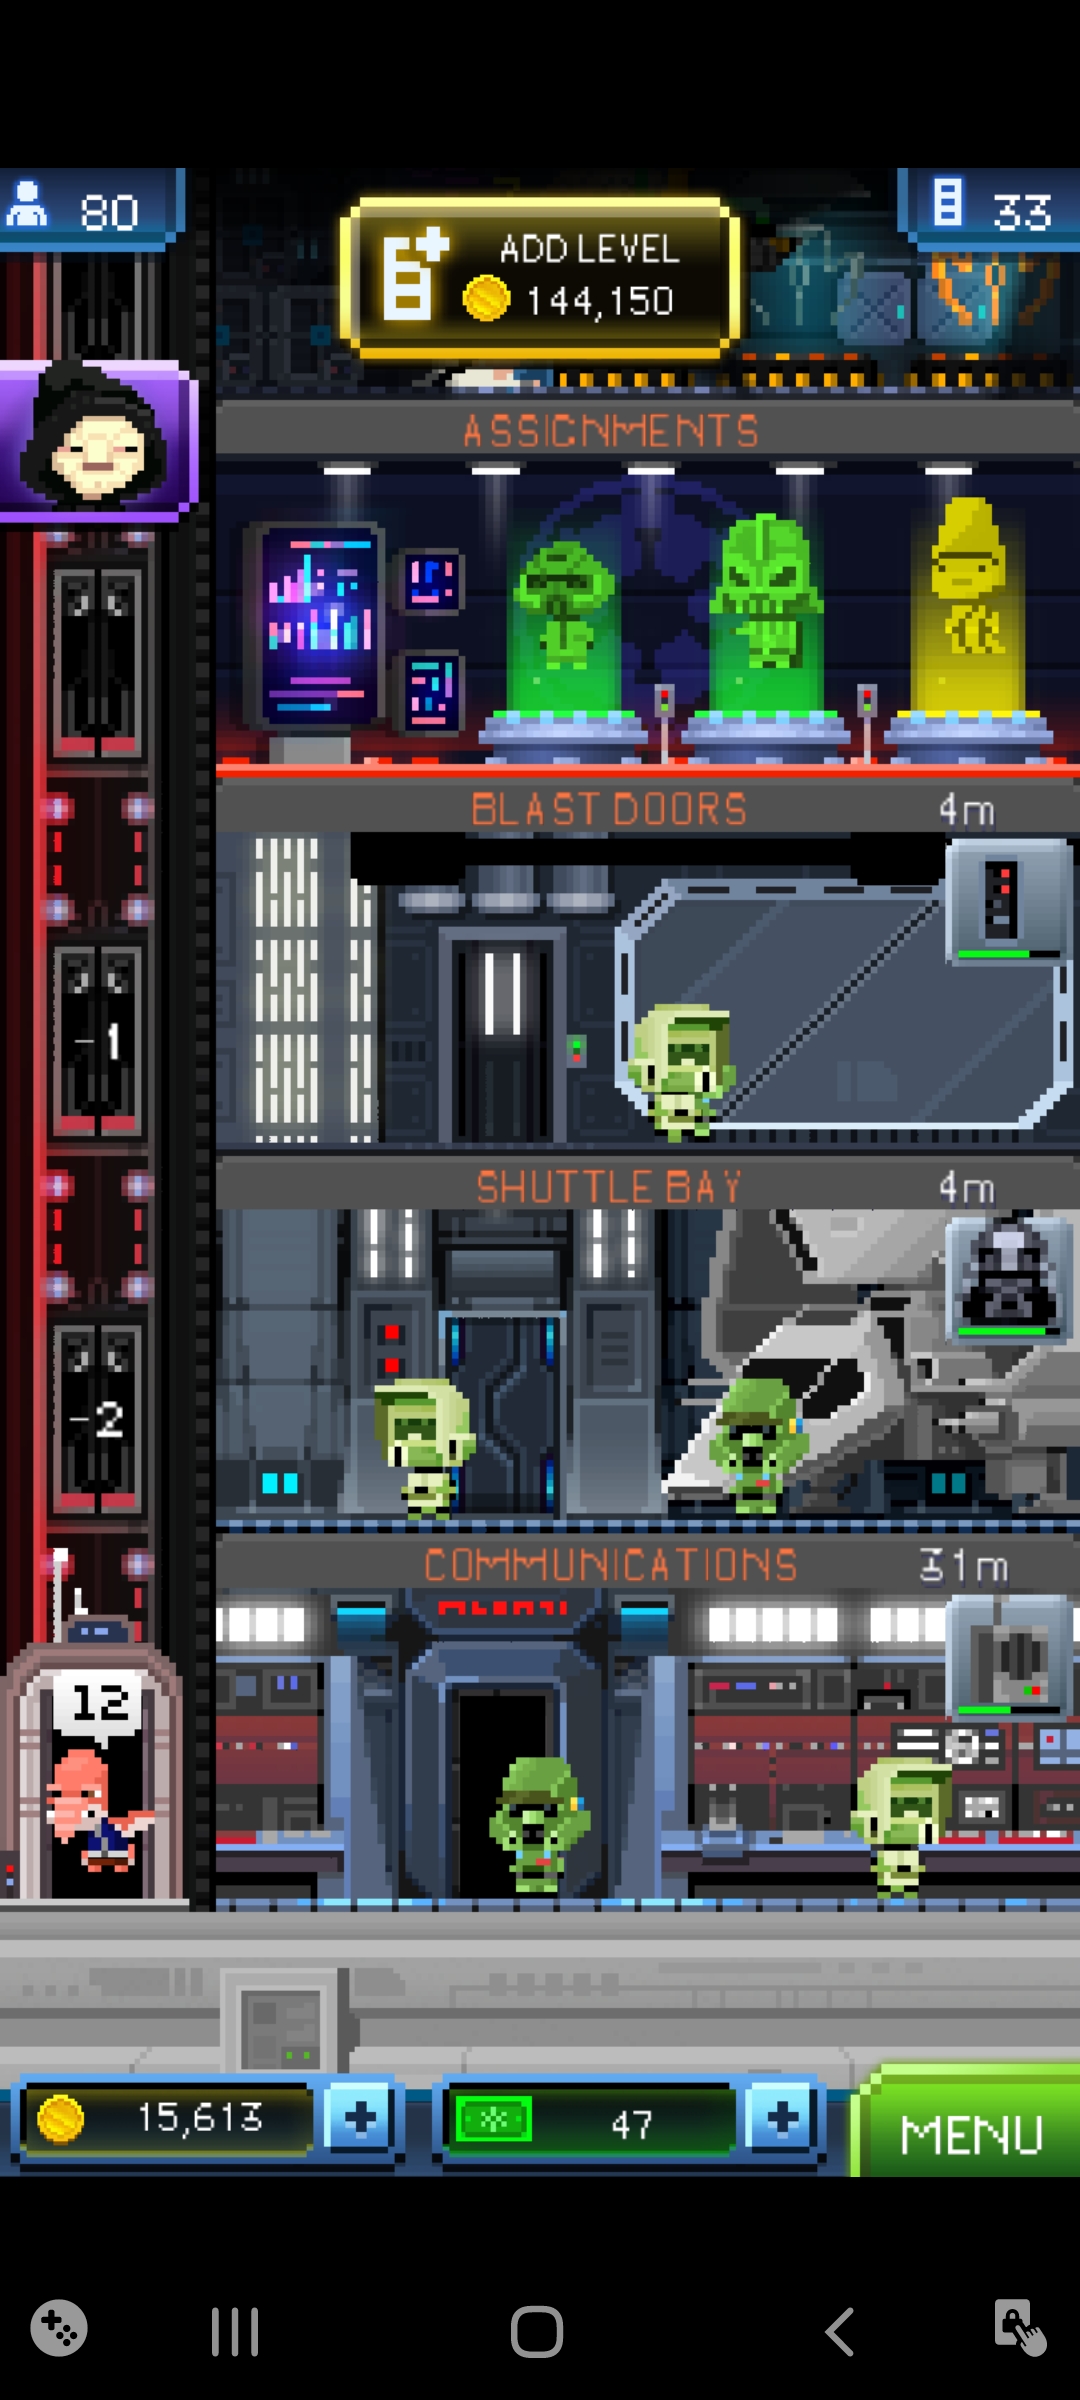 80
ADD LEVEL
144,150
33
ASSIGNMENTS
BLAST DOORS 4m
-1
SHUTTLE BAY 4m
-2
COMMUNICATIONS 31m
12
15,613
47
MENU